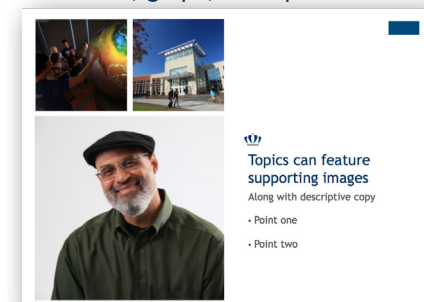 Topics can feature
supporting images
Along with descriptive copy
• Point one
• Point two